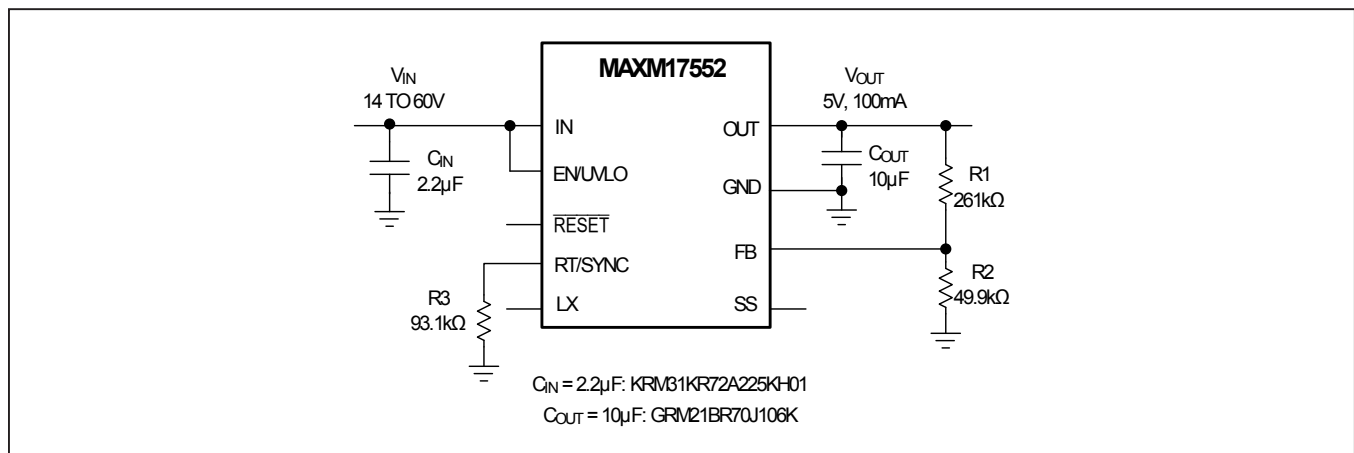 MAXM17552
VIN
14 TO 60V
CIN
2.2µF
IN
EN/UVLO
RESET
RT/SYNC
LX
R3
93.1kΩ
OUT
GND
FB
SS
VOUT
5V, 100mA
COUT
10µF
R1
261kΩ
R2
49.9kΩ
CIN = 2.2µF: KRM31KR72A225KH01
COUT = 10µF: GRM21BR70J106K